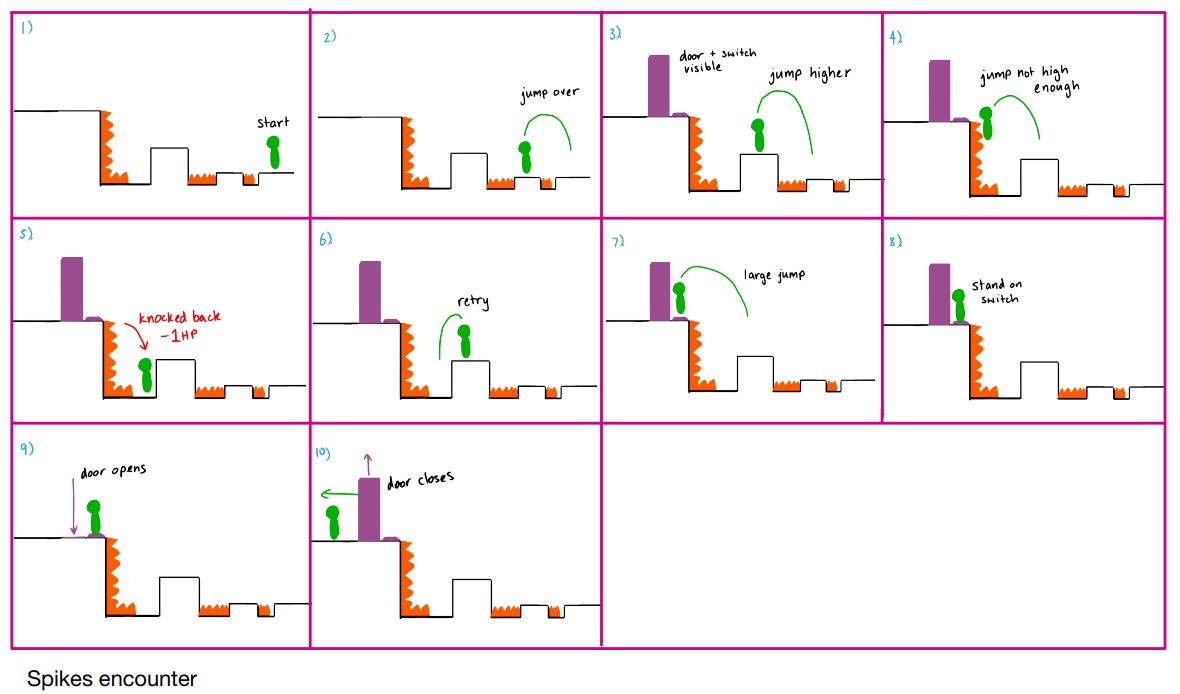 1)
Start
2)
jump over
3)
door + switch
visible
jump higher
4)
jump not high
enough
5)
knocked back
-1HP
6)
retry
7)
large jump
8)
stand on
switch
9)
door opens
10)
door closes
Spikes encounter